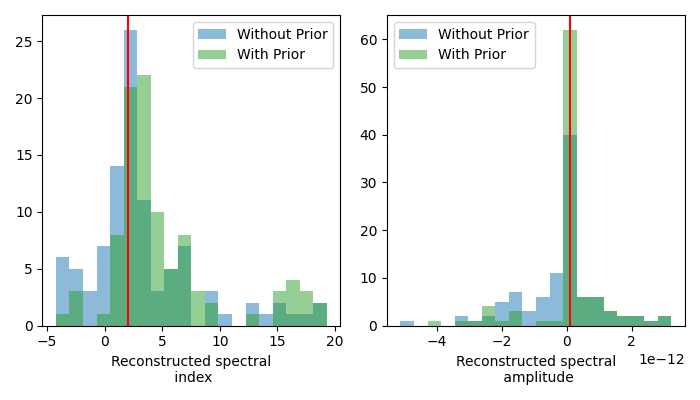 25
20
15
10
5
0
−5
0
5
10
15
20
Without Prior
With Prior
Reconstructed spectral
index
60
50
40
30
20
10
0
−4
−2
0
2
1e−12
Without Prior
With Prior
Reconstructed spectral
amplitude